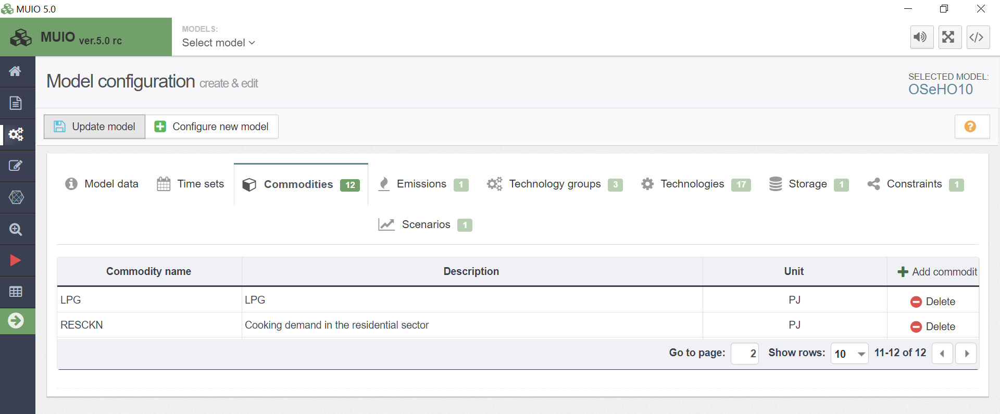 MUIO 5.0
MUIO ver.5.0 rc
MODELS:
Select model
Model configuration create & edit
SELECTED MODEL:
OSeHO10
Update model
Configure new model
Model data
Time sets
Commodities 12
Emissions 1
Technology groups 3
Technologies 17
Storage 1
Constraints 1
Scenarios 1
Commodity name Description Unit Add commodit
LPG LPG PJ Delete
RESCKN Cooking demand in the residential sector PJ Delete
Go to page: 2 Show rows: 10 11-12 of 12